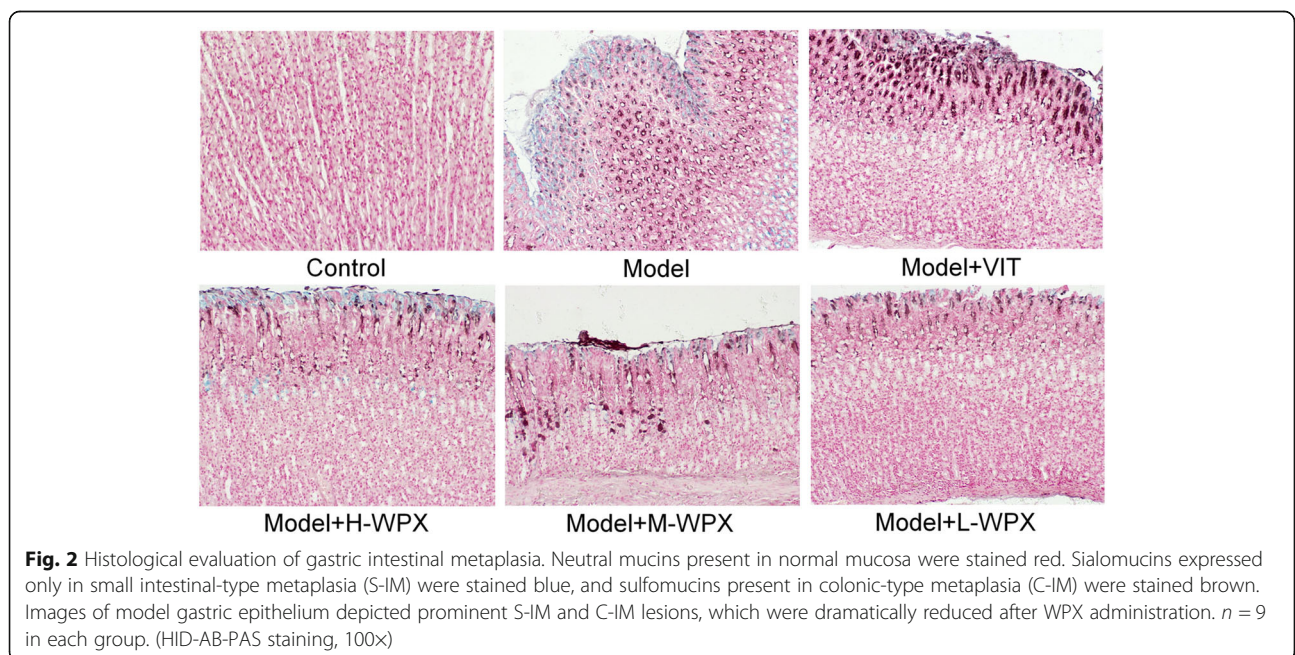 Control Model Model+VIT
Model+H-WPX Model+M-WPX Model+L-WPX
Fig. 2 Histological evaluation of gastric intestinal metaplasia. Neutral mucins present in normal mucosa were stained red. Sialomucins expressed
only in small intestinal-type metaplasia (S-IM) were stained blue, and sulfomucins present in colonic-type metaplasia (C-IM) were stained brown.
Images of model gastric epithelium depicted prominent S-IM and C-IM lesions, which were dramatically reduced after WPX administration. n = 9
in each group. (HID-AB-PAS staining, 100×)